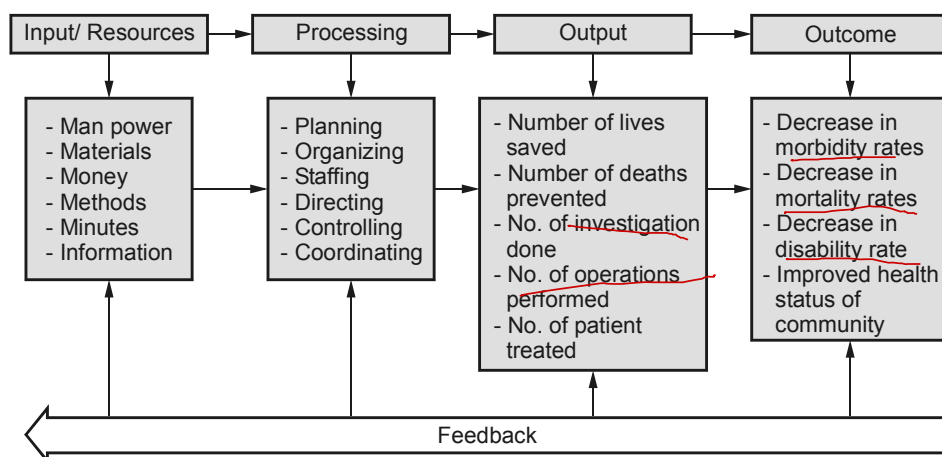 Input/ Resources
Processing
Output
Outcome
- Man power
- Materials
- Money
- Methods
- Minutes
- Information
- Planning
- Organizing
- Staffing
- Directing
- Controlling
- Coordinating
- Number of lives
saved
- Number of deaths
prevented
- No. of investigation
done
- No. of operations
performed
- No. of patient
treated
- Decrease in
morbidity rates
- Decrease in
mortality rates
- Decrease in
disability rate
- Improved health
status of
community
Feedback